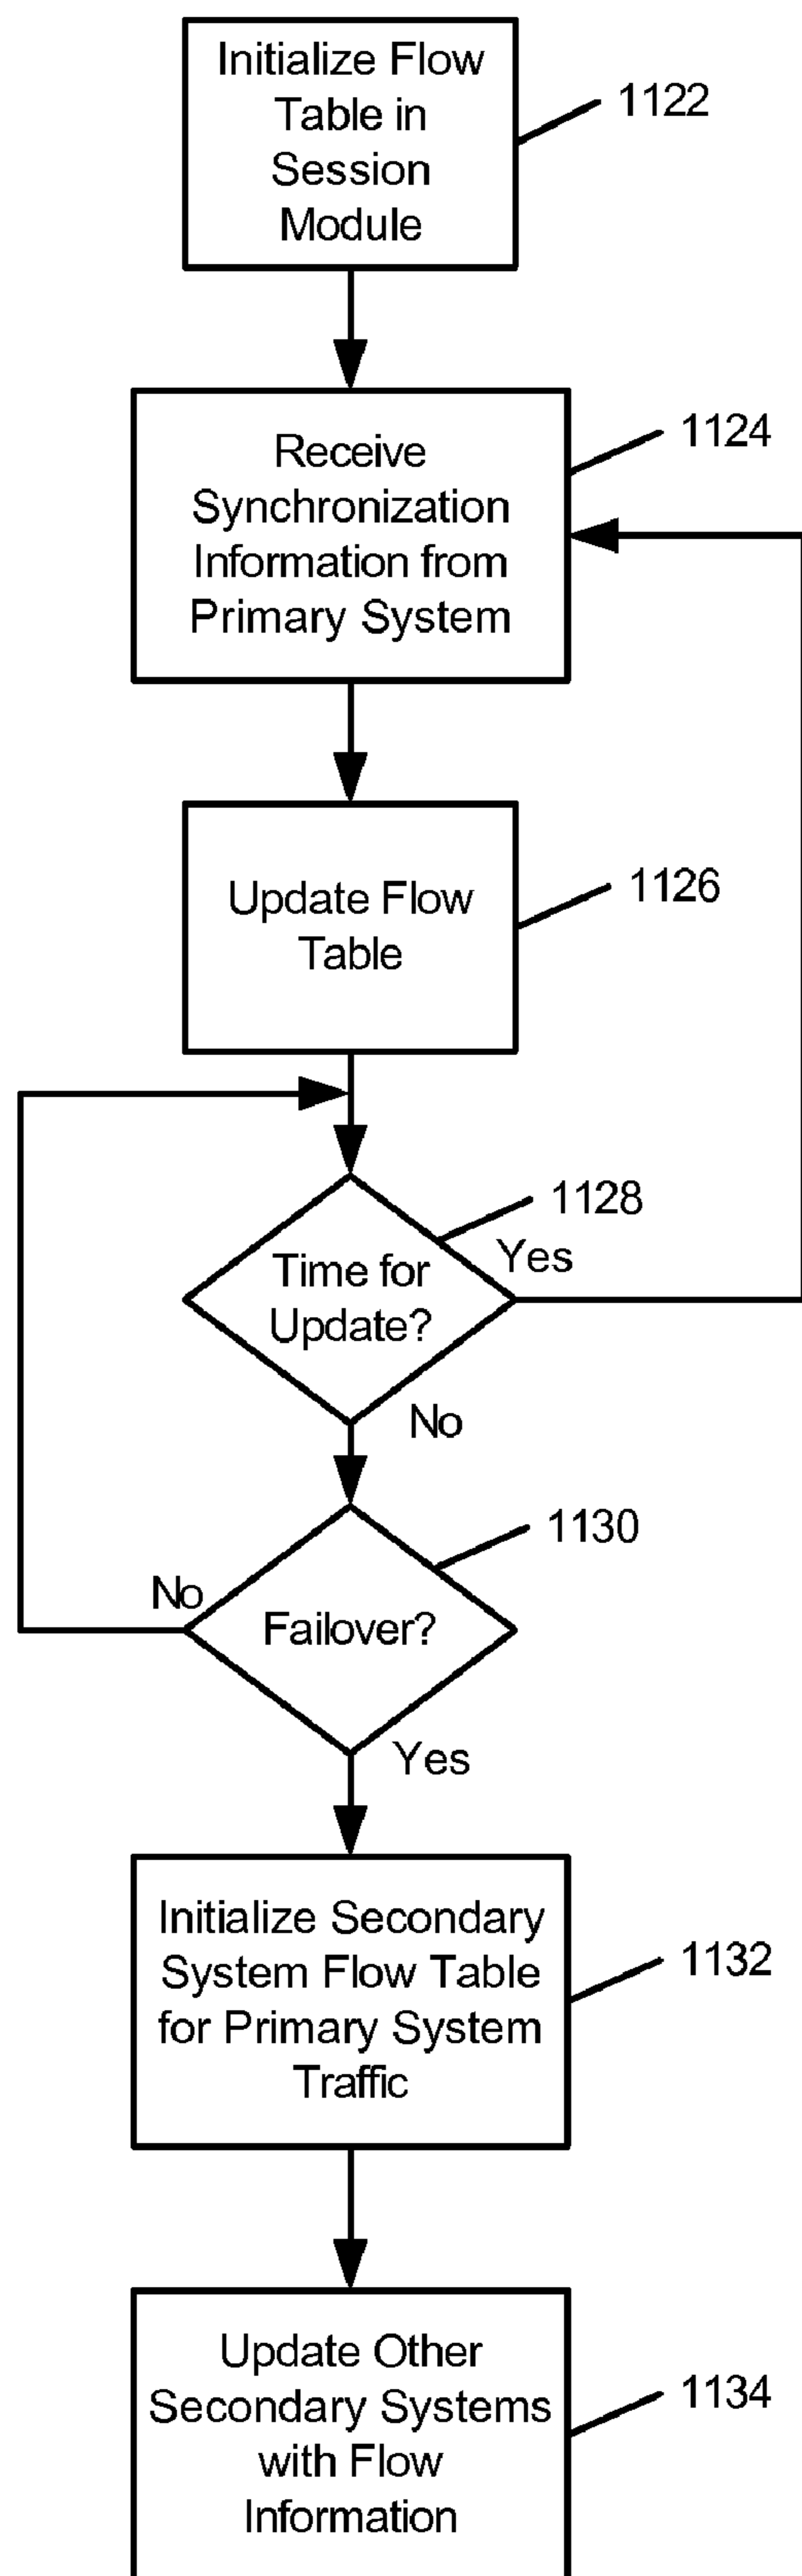 Initialize Flow
Table in
Session
Module
1122
Receive
Synchronization
Information from
Primary System
1124
Update Flow
Table
1126
Time for
Update?
1128
Yes
No
Failover?
1130
No
Yes
Initialize Secondary
System Flow Table
for Primary System
Traffic
1132
Update Other
Secondary Systems
with Flow
Information
1134